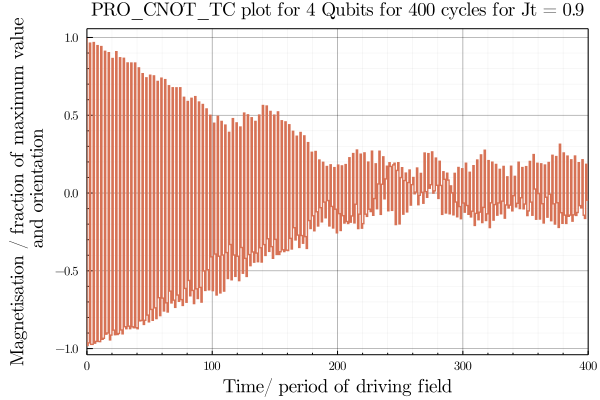 PRO_CNOT_TC plot for 4 Qubits for 400 cycles for Jt = 0.9
Magnetisation / fraction of maximum value
and orientation
1.0
0.5
0.0
−0.5
−1.0
0
100
200
300
400
Time/ period of driving field